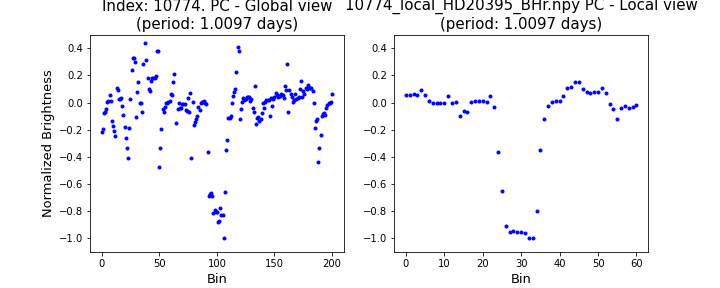 Index: 10774. PC - Global view
(period: 1.0097 days)
10774_local_HD20395_BHr.npy PC - Local view
(period: 1.0097 days)
Normalized Brightness
0.4
0.2
0.0
−0.2
−0.4
−0.6
−0.8
−1.0
0 50 100 150 200
Bin
0.4
0.2
0.0
−0.2
−0.4
−0.6
−0.8
−1.0
0 10 20 30 40 50 60
Bin